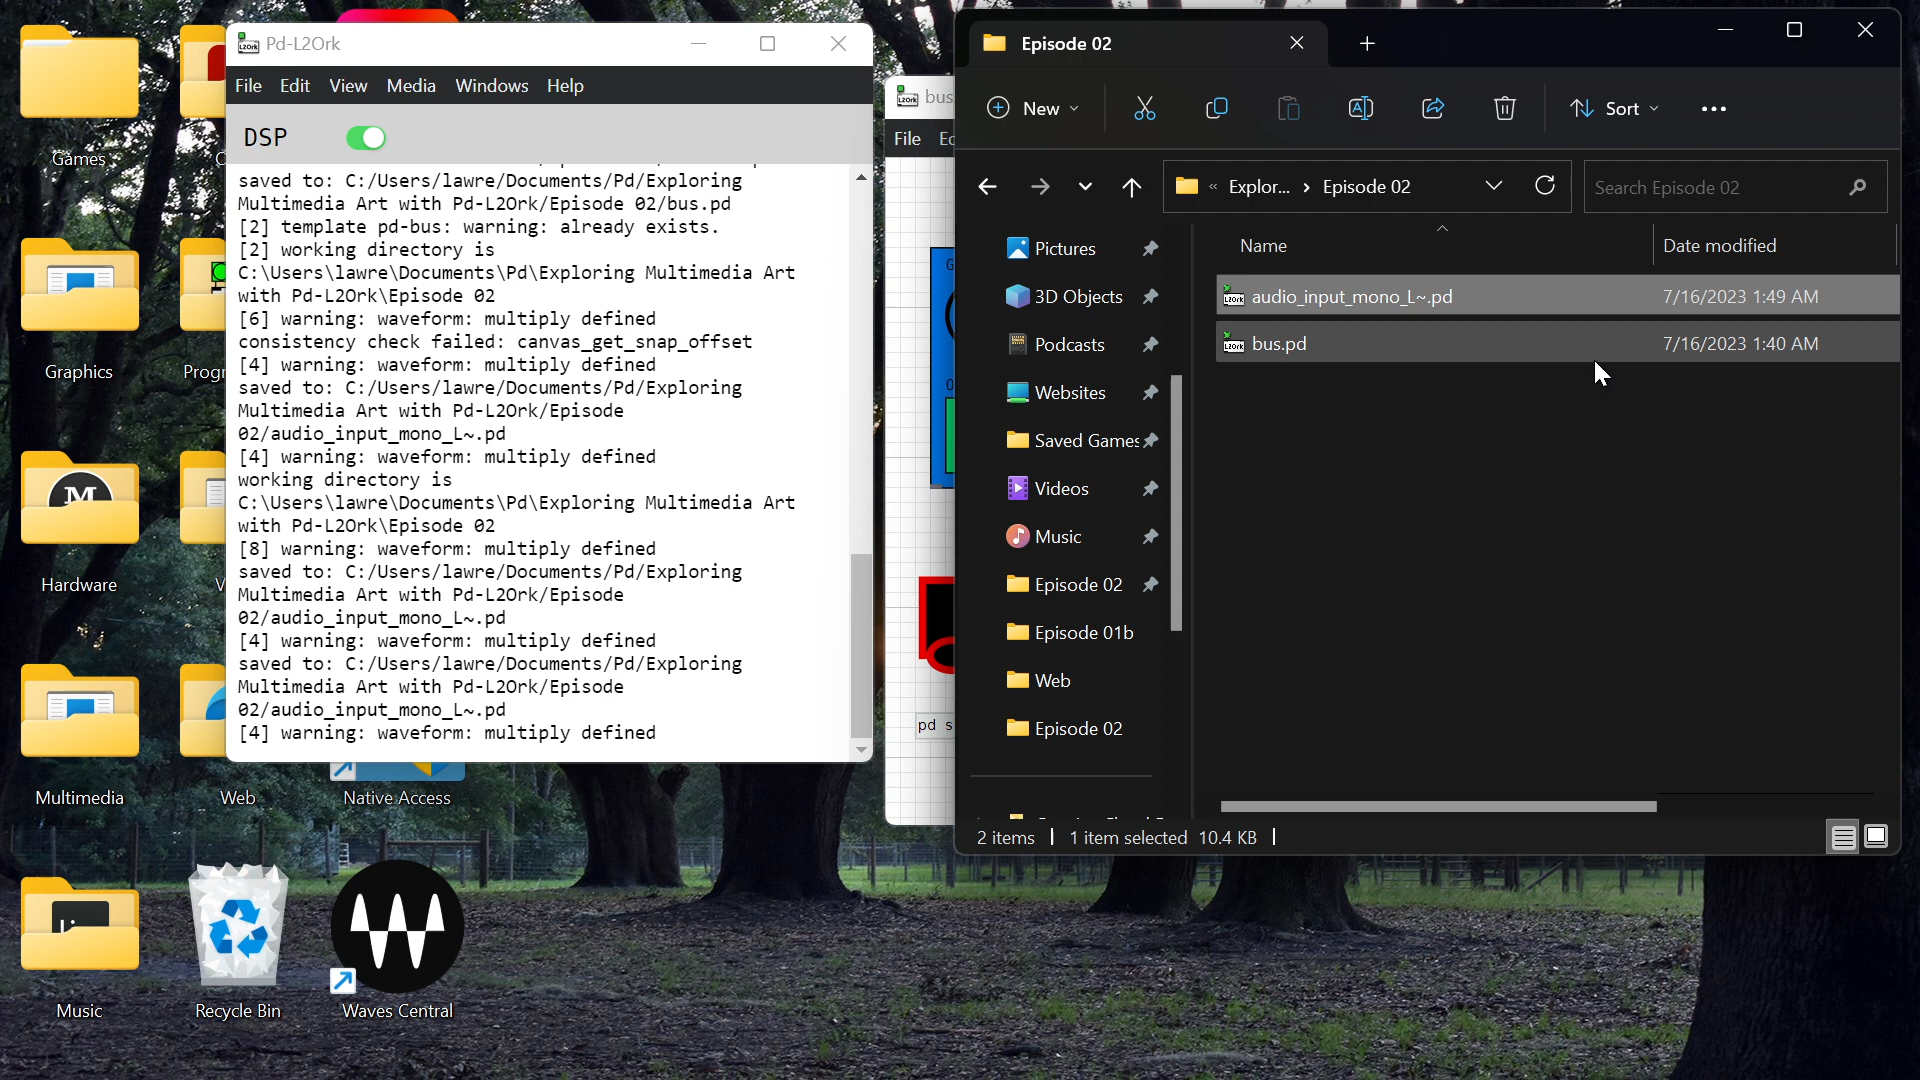 Games
Graphics
Progr
Hardware
Multimedia
Web
Native Access
Music
Recycle Bin
Waves Central
Pd-L2Ork
File Edit View Media Windows Help
DSP
saved to: C:/Users/lawre/Documents/Pd/Exploring
Multimedia Art with Pd-L2Ork/Episode 02/bus.pd
[2] template pd-bus: warning: already exists.
[2] working directory is
C:\Users\lawre\Documents\Pd\Exploring Multimedia Art
with Pd-L2Ork\Episode 02
[6] warning: waveform: multiply defined
consistency check failed: canvas_get_snap_offset
[4] warning: waveform: multiply defined
saved to: C:/Users/lawre/Documents/Pd/Exploring
Multimedia Art with Pd-L2Ork/Episode
02/audio_input_mono_L~.pd
[4] warning: waveform: multiply defined
working directory is
C:\Users\lawre\Documents\Pd\Exploring Multimedia Art
with Pd-L2Ork\Episode 02
[8] warning: waveform: multiply defined
saved to: C:/Users/lawre/Documents/Pd/Exploring
Multimedia Art with Pd-L2Ork/Episode
02/audio_input_mono_L~.pd
[4] warning: waveform: multiply defined
saved to: C:/Users/lawre/Documents/Pd/Exploring
Multimedia Art with Pd-L2Ork/Episode
02/audio_input_mono_L~.pd
[4] warning: waveform: multiply defined
bus
File
pd s
Episode 02
New
Sort
« Explor... › Episode 02
Search Episode 02
Name Date modified
Pictures
3D Objects
Podcasts
Websites
Saved Games
Videos
Music
Episode 02
Episode 01b
Web
Episode 02
audio_input_mono_L~.pd 7/16/2023 1:49 AM
bus.pd 7/16/2023 1:40 AM
2 items 1 item selected 10.4 KB